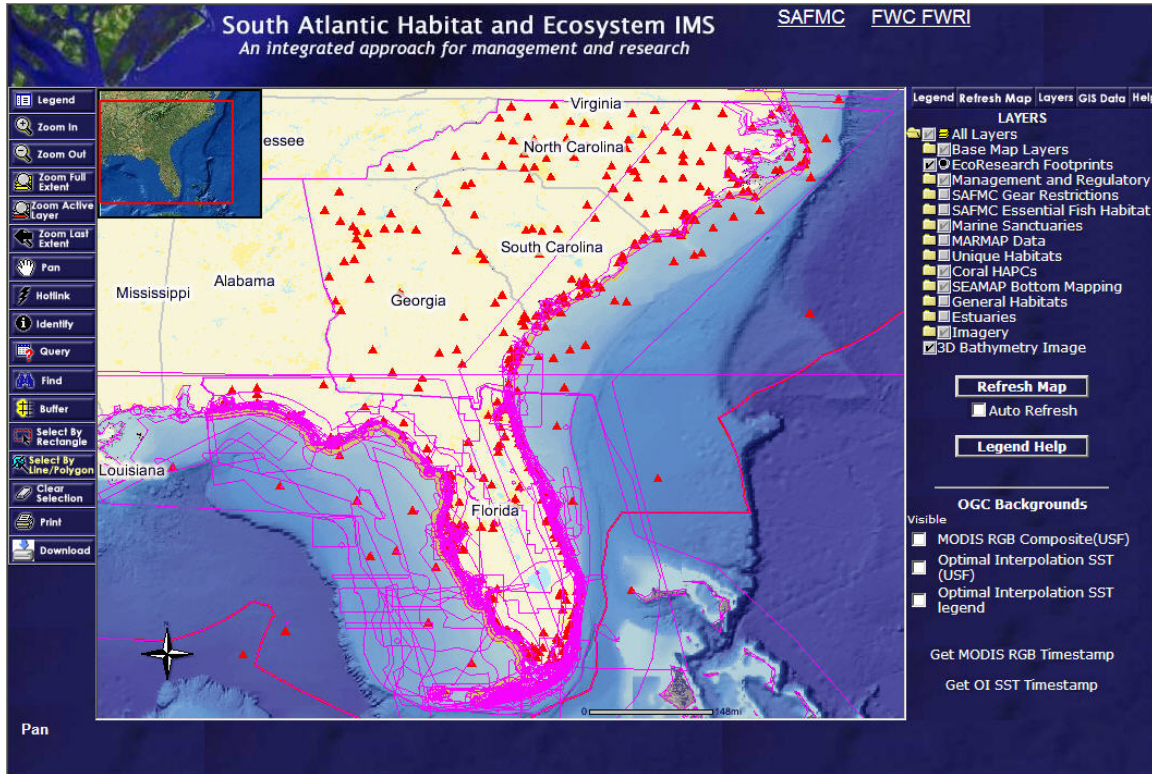 South Atlantic Habitat and Ecosystem IMS
An integrated approach for management and research
SAFMC
FWC FWRI
Legend
Zoom In
Zoom Out
Zoom Full
Extent
Zoom Active
Layer
Zoom Last
Extent
Pan
Hotlink
Identify
Query
Find
Buffer
Select By
Rectangle
Select By
Line/Polygon
Clear
Selection
Print
Download
Pan
essee
Virginia
North Carolina
South Carolina
Alabama
Mississippi
Georgia
Louisiana
Florida
N
0
148mi
Legend Refresh Map Layers GIS Data Help
LAYERS
All Layers
Base Map Layers
EcoResearch Footprints
Management and Regulatory
SAFMC Gear Restrictions
SAFMC Essential Fish Habitat
Marine Sanctuaries
MARMAP Data
Unique Habitats
Coral HAPCs
SEAMAP Bottom Mapping
General Habitats
Estuaries
Imagery
3D Bathymetry Image
Refresh Map
Auto Refresh
Legend Help
OGC Backgrounds
Visible
MODIS RGB Composite(USF)
Optimal Interpolation SST
(USF)
Optimal Interpolation SST
legend
Get MODIS RGB Timestamp
Get OI SST Timestamp